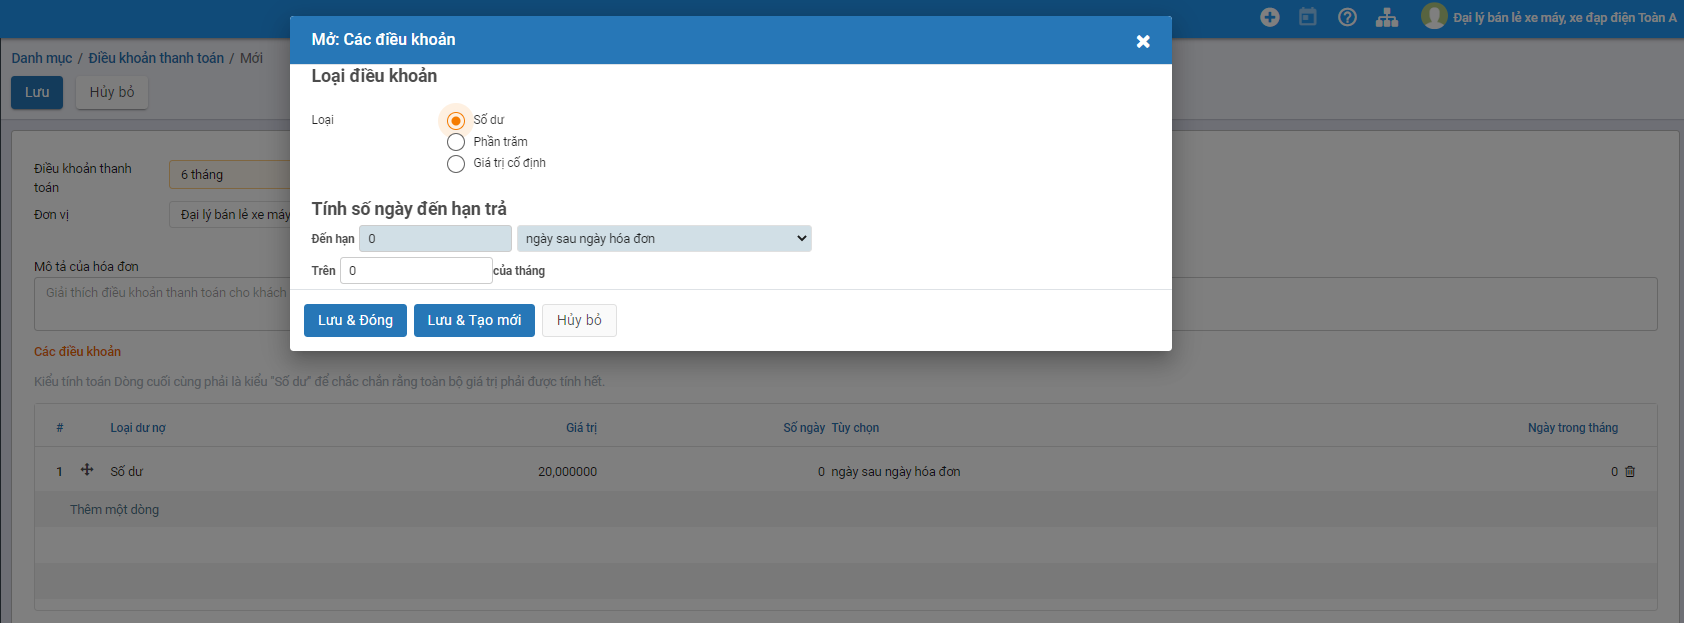 Đại lý bán lẻ xe máy, xe đạp điện Toàn A
Mở: Các điều khoản
Danh mục / Điều khoản thanh toán / Mới
Lưu
Hủy bỏ
Loại điều khoản
Loại
Số dư
Phần trăm
Giá trị cố định
Điều khoản thanh toán
6 tháng
Đơn vị
Đại lý bán lẻ xe máy
Tính số ngày đến hạn trả
Đến hạn 0 ngày sau ngày hóa đơn
Trên 0 của tháng
Mô tả của hóa đơn
Giải thích điều khoản thanh toán cho khách
Lưu & Đóng
Lưu & Tạo mới
Hủy bỏ
Các điều khoản
Kiểu tính toán Dòng cuối cùng phải là kiểu "Số dư" để chắc chắn rằng toàn bộ giá trị phải được tính hết.
# Loại dư nợ Giá trị Số ngày Tùy chọn Ngày trong tháng
1 Số dư 20,000000 0 ngày sau ngày hóa đơn 0
Thêm một dòng